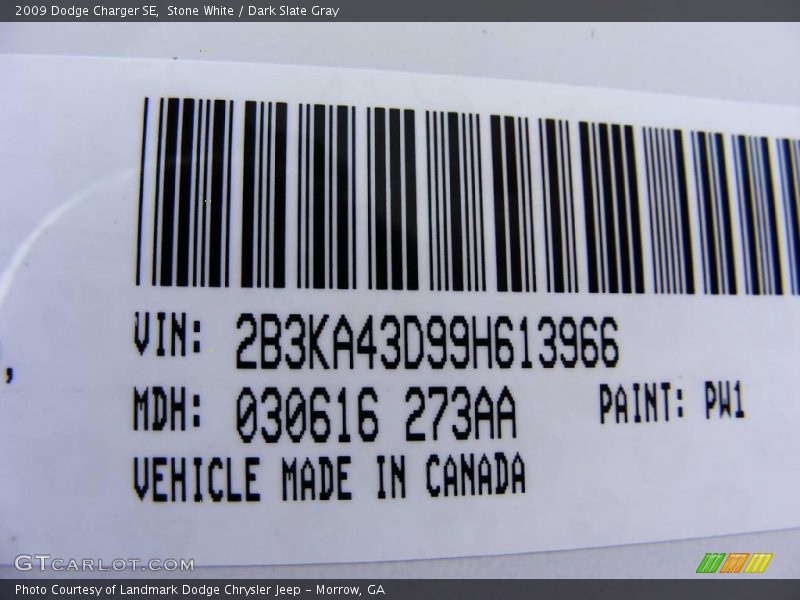 2009 Dodge Charger SE,  Stone White / Dark Slate Gray
VIN: 2B3KA43D99H613966
MDH: 030616 273AA PAINT: PW1
VEHICLE MADE IN CANADA
GTCARLOT.COM
Photo Courtesy of Landmark Dodge Chrysler Jeep - Morrow, GA